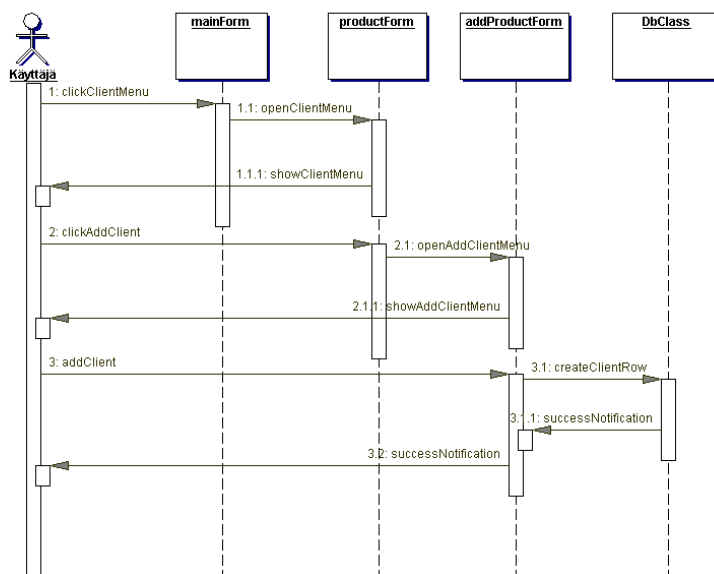 mainForm
productForm
addProductForm
DbClass
Käyttäjä
1: clickClientMenu
1.1: openClientMenu
1.1.1: showClientMenu
2: clickAddClient
2.1: openAddClientMenu
2.1.1: showAddClientMenu
3: addClient
3.1: createClientRow
3.1.1: successNotification
3.2: successNotification